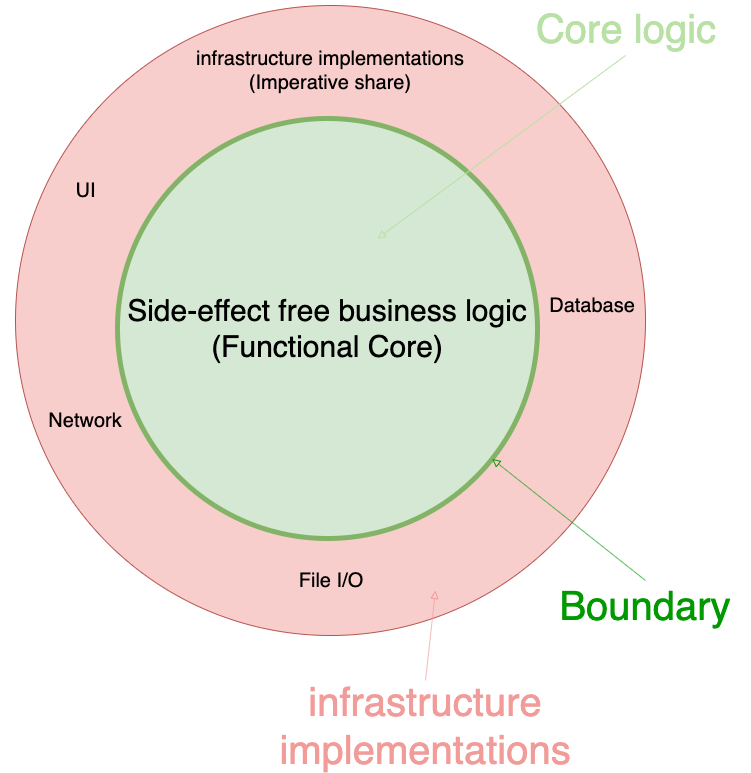 Core logic
infrastructure implementations
(Imperative share)
UI
Side-effect free business logic
(Functional Core)
Database
Network
File I/O
Boundary
infrastructure
implementations